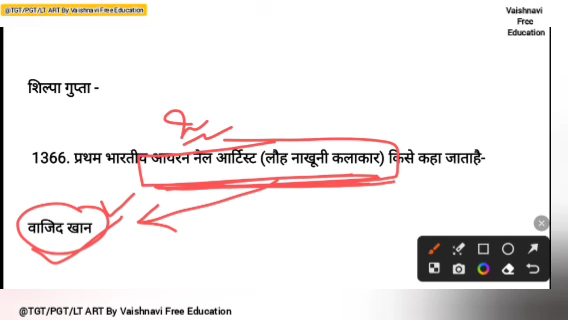 @TGT/PGT/LT ART By Vaishnavi Free Education
Vaishnavi
Free
Education
शिल्पा गुप्ता -
1366. प्रथम भारतीय आयरन नेल आर्टिस्ट (लौह नाखूनी कलाकार) किसे कहा जाताहै-
वाजिद खान
@TGT/PGT/LT ART By Vaishnavi Free Education